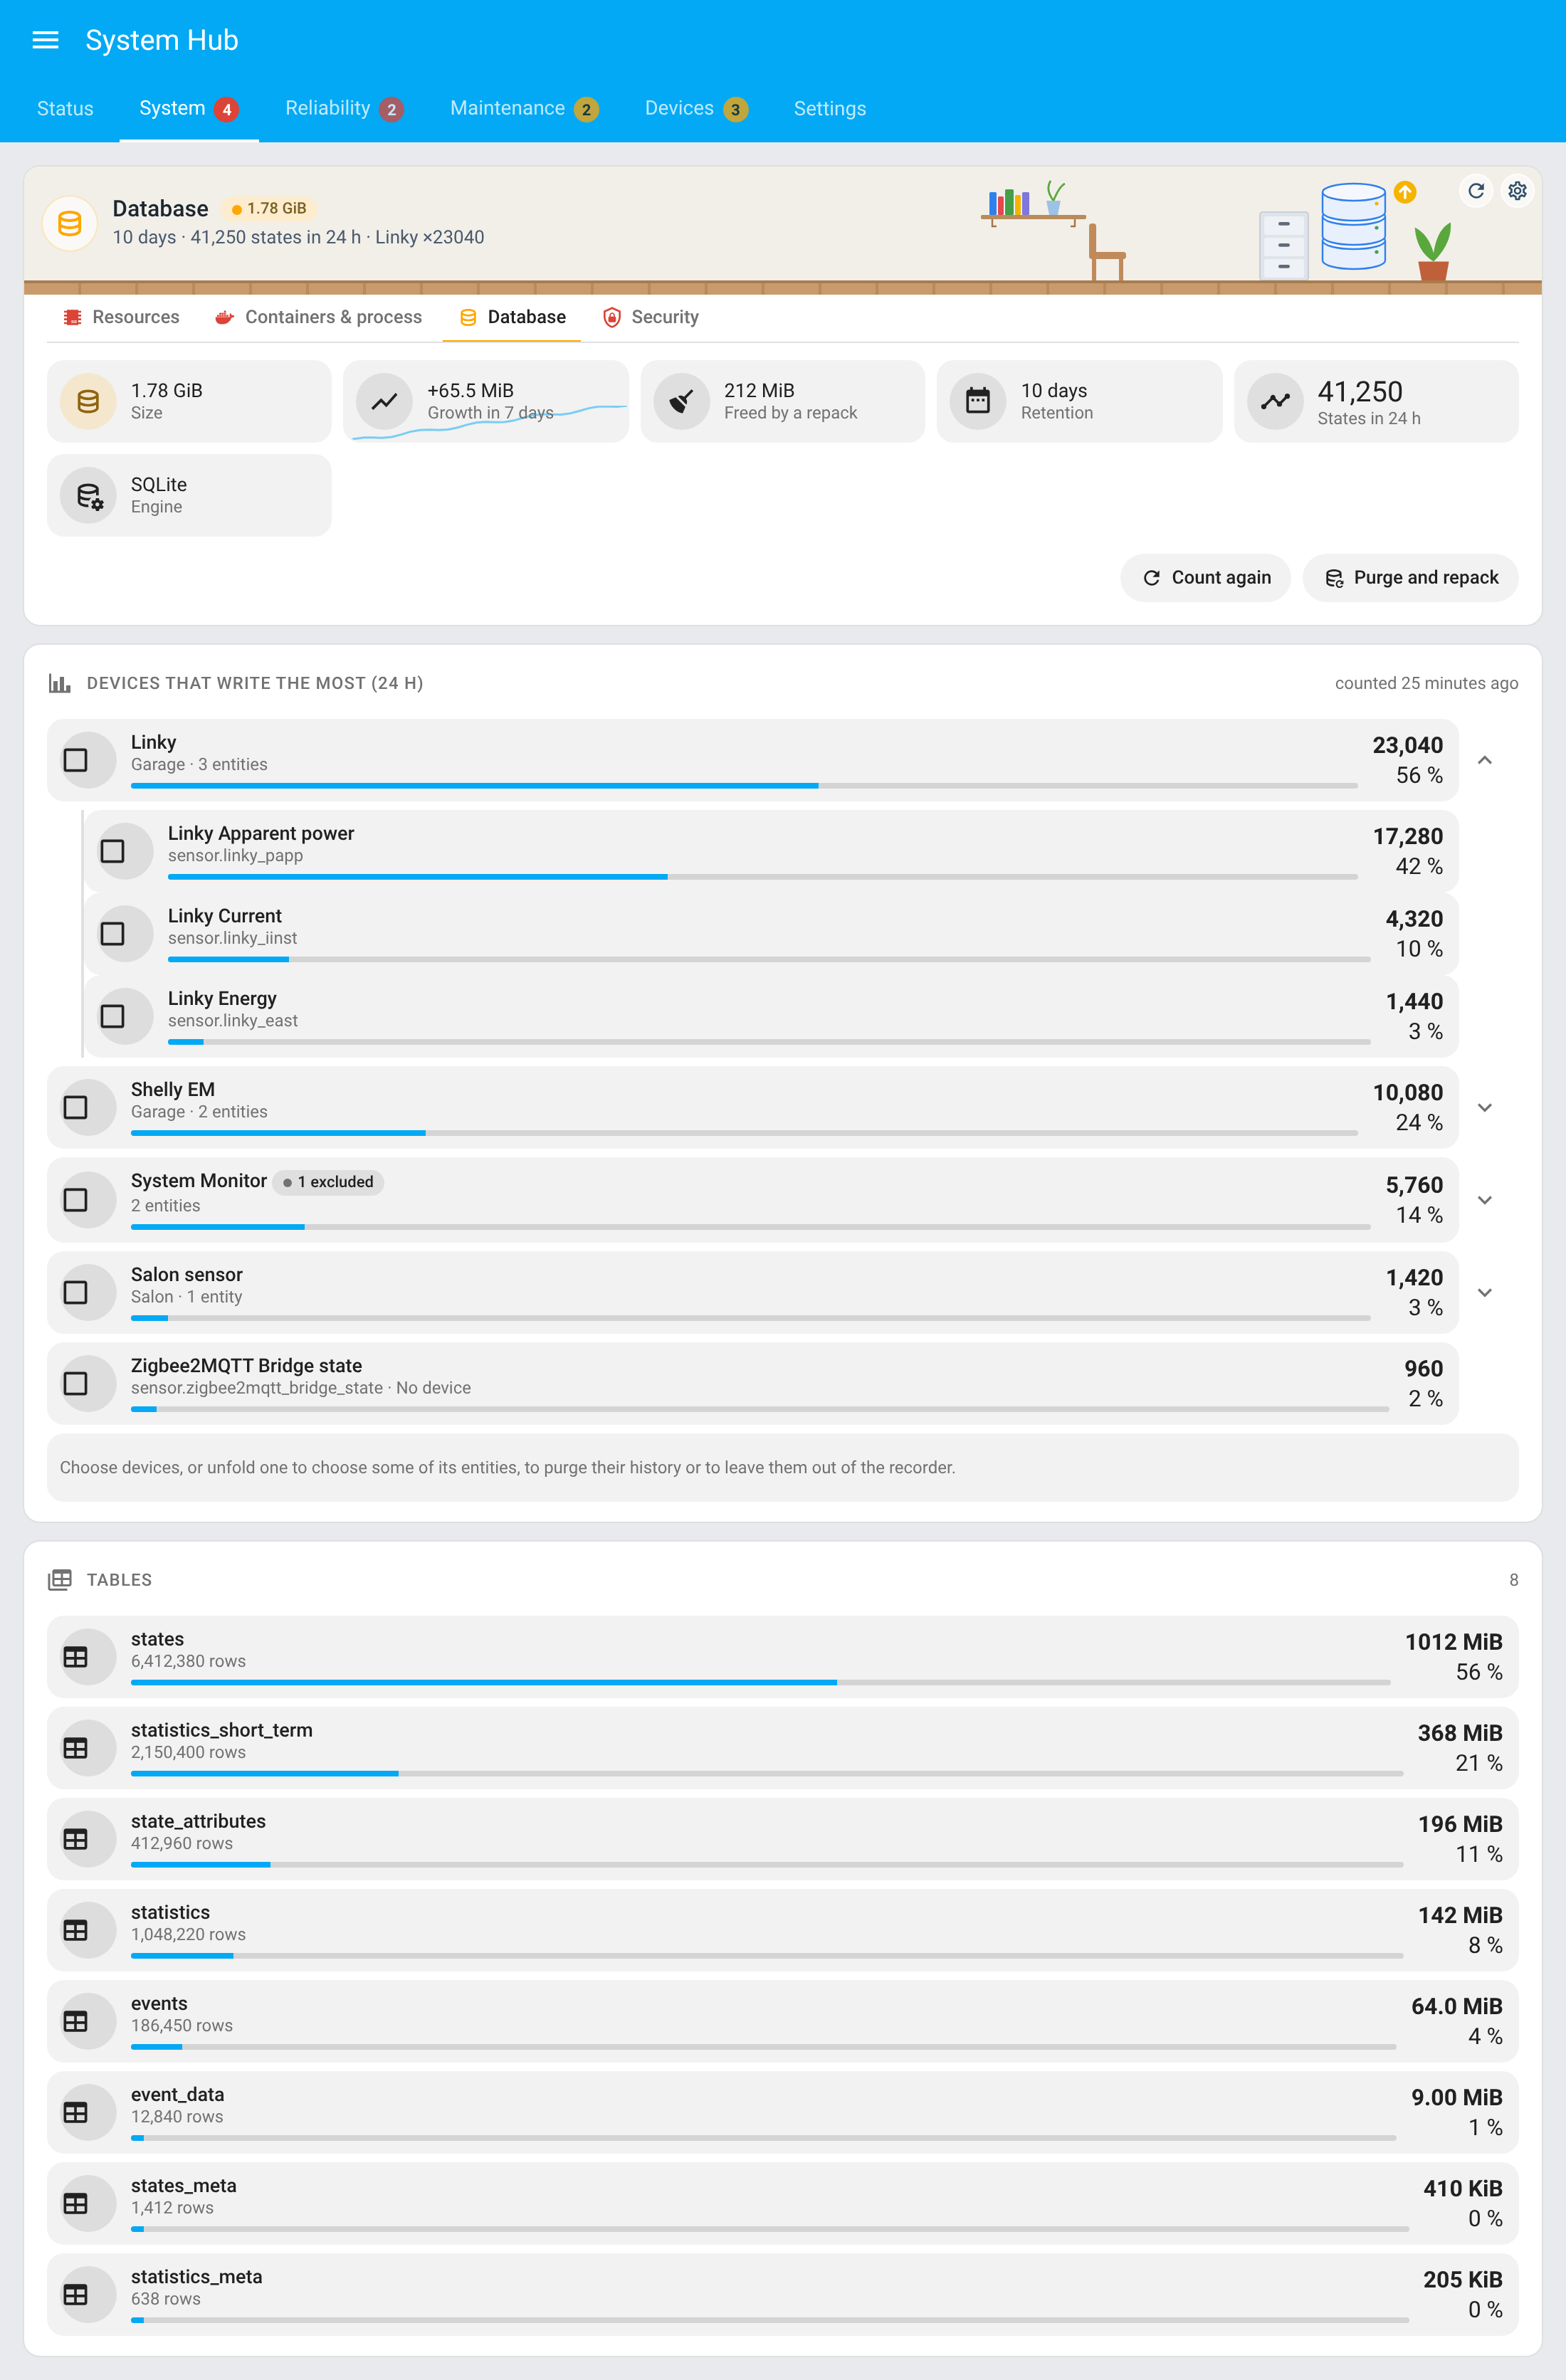 System Hub
Status
System 4
Reliability 2
Maintenance 2
Devices 3
Settings
Database 1.78 GiB
10 days · 41,250 states in 24 h · Linky ×23040
Resources
Containers & process
Database
Security
1.78 GiB
Size
+65.5 MiB
Growth in 7 days
212 MiB
Freed by a repack
10 days
Retention
41,250
States in 24 h
SQLite
Engine
Count again
Purge and repack
DEVICES THAT WRITE THE MOST (24 H)
counted 25 minutes ago
Linky
Garage · 3 entities
23,040
56 %
Linky Apparent power
sensor.linky_papp
17,280
42 %
Linky Current
sensor.linky_iinst
4,320
10 %
Linky Energy
sensor.linky_east
1,440
3 %
Shelly EM
Garage · 2 entities
10,080
24 %
System Monitor 1 excluded
2 entities
5,760
14 %
Salon sensor
Salon · 1 entity
1,420
3 %
Zigbee2MQTT Bridge state
sensor.zigbee2mqtt_bridge_state · No device
960
2 %
Choose devices, or unfold one to choose some of its entities, to purge their history or to leave them out of the recorder.
TABLES
8
states
6,412,380 rows
1012 MiB
56 %
statistics_short_term
2,150,400 rows
368 MiB
21 %
state_attributes
412,960 rows
196 MiB
11 %
statistics
1,048,220 rows
142 MiB
8 %
events
186,450 rows
64.0 MiB
4 %
event_data
12,840 rows
9.00 MiB
1 %
states_meta
1,412 rows
410 KiB
0 %
statistics_meta
638 rows
205 KiB
0 %